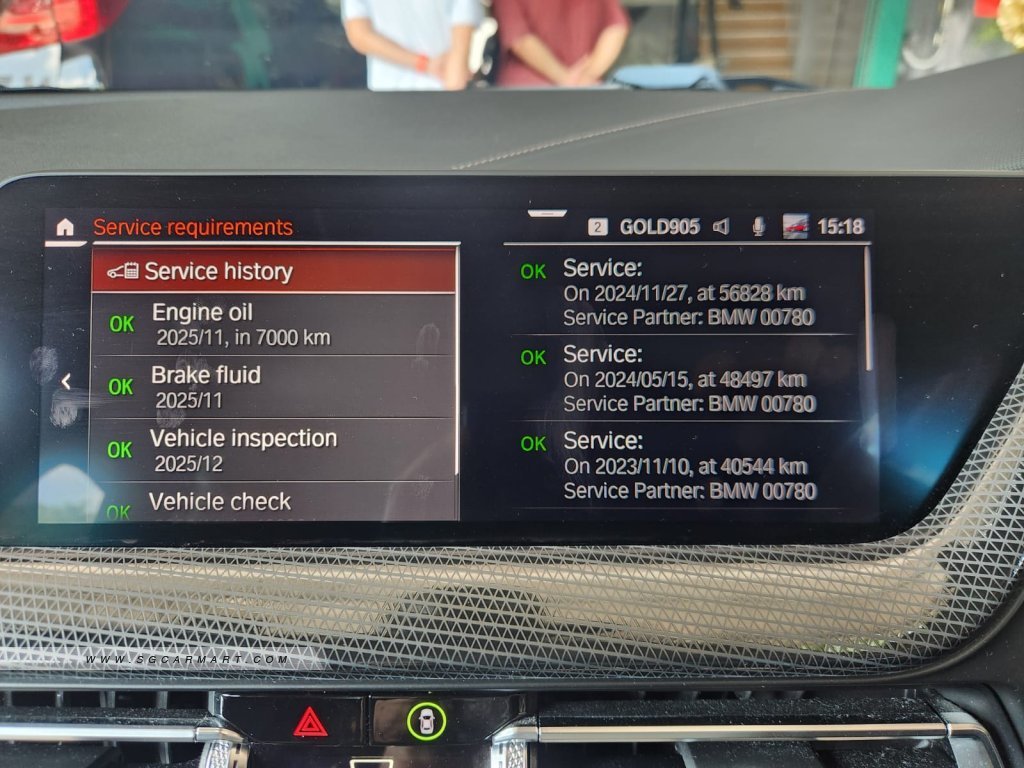 Service requirements
2 GOLD905 15:18
Service history
OK Engine oil
2025/11, in 7000 km
OK Brake fluid
2025/11
OK Vehicle inspection
2025/12
OK Vehicle check
OK Service:
On 2024/11/27, at 56828 km
Service Partner: BMW 00780
OK Service:
On 2024/05/15, at 48497 km
Service Partner: BMW 00780
OK Service:
On 2023/11/10, at 40544 km
Service Partner: BMW 00780
WWW.SGCARMART.COM